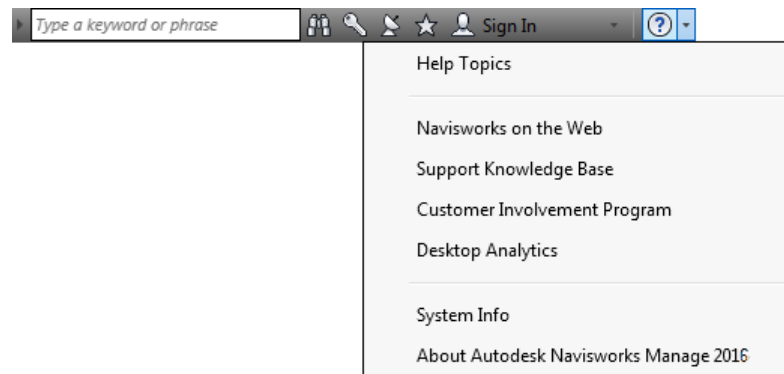 Type a keyword or phrase Sign In ?
Help Topics
Navisworks on the Web
Support Knowledge Base
Customer Involvement Program
Desktop Analytics
System Info
About Autodesk Navisworks Manage 2016